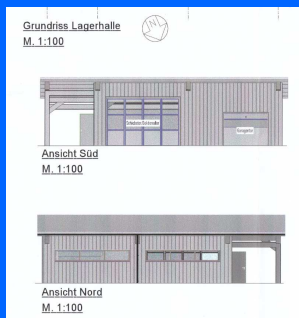 Grundriss Lagerhalle
M. 1:100
Ansicht Süd
M. 1:100
Ansicht Nord
M. 1:100